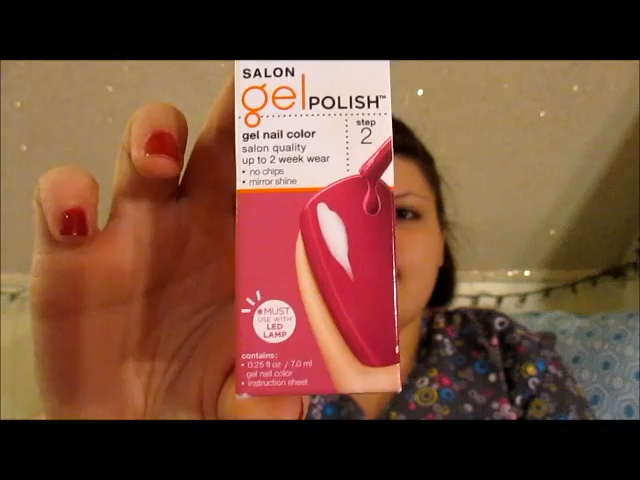 SALON
gel POLISH™
gel nail color
step
2
salon quality
up to 2 week wear
• no chips
• mirror shine
*MUST
USE WITH
LED
LAMP
contains:
• 0.25 fl oz / 7.0 ml
gel nail color
• instruction sheet